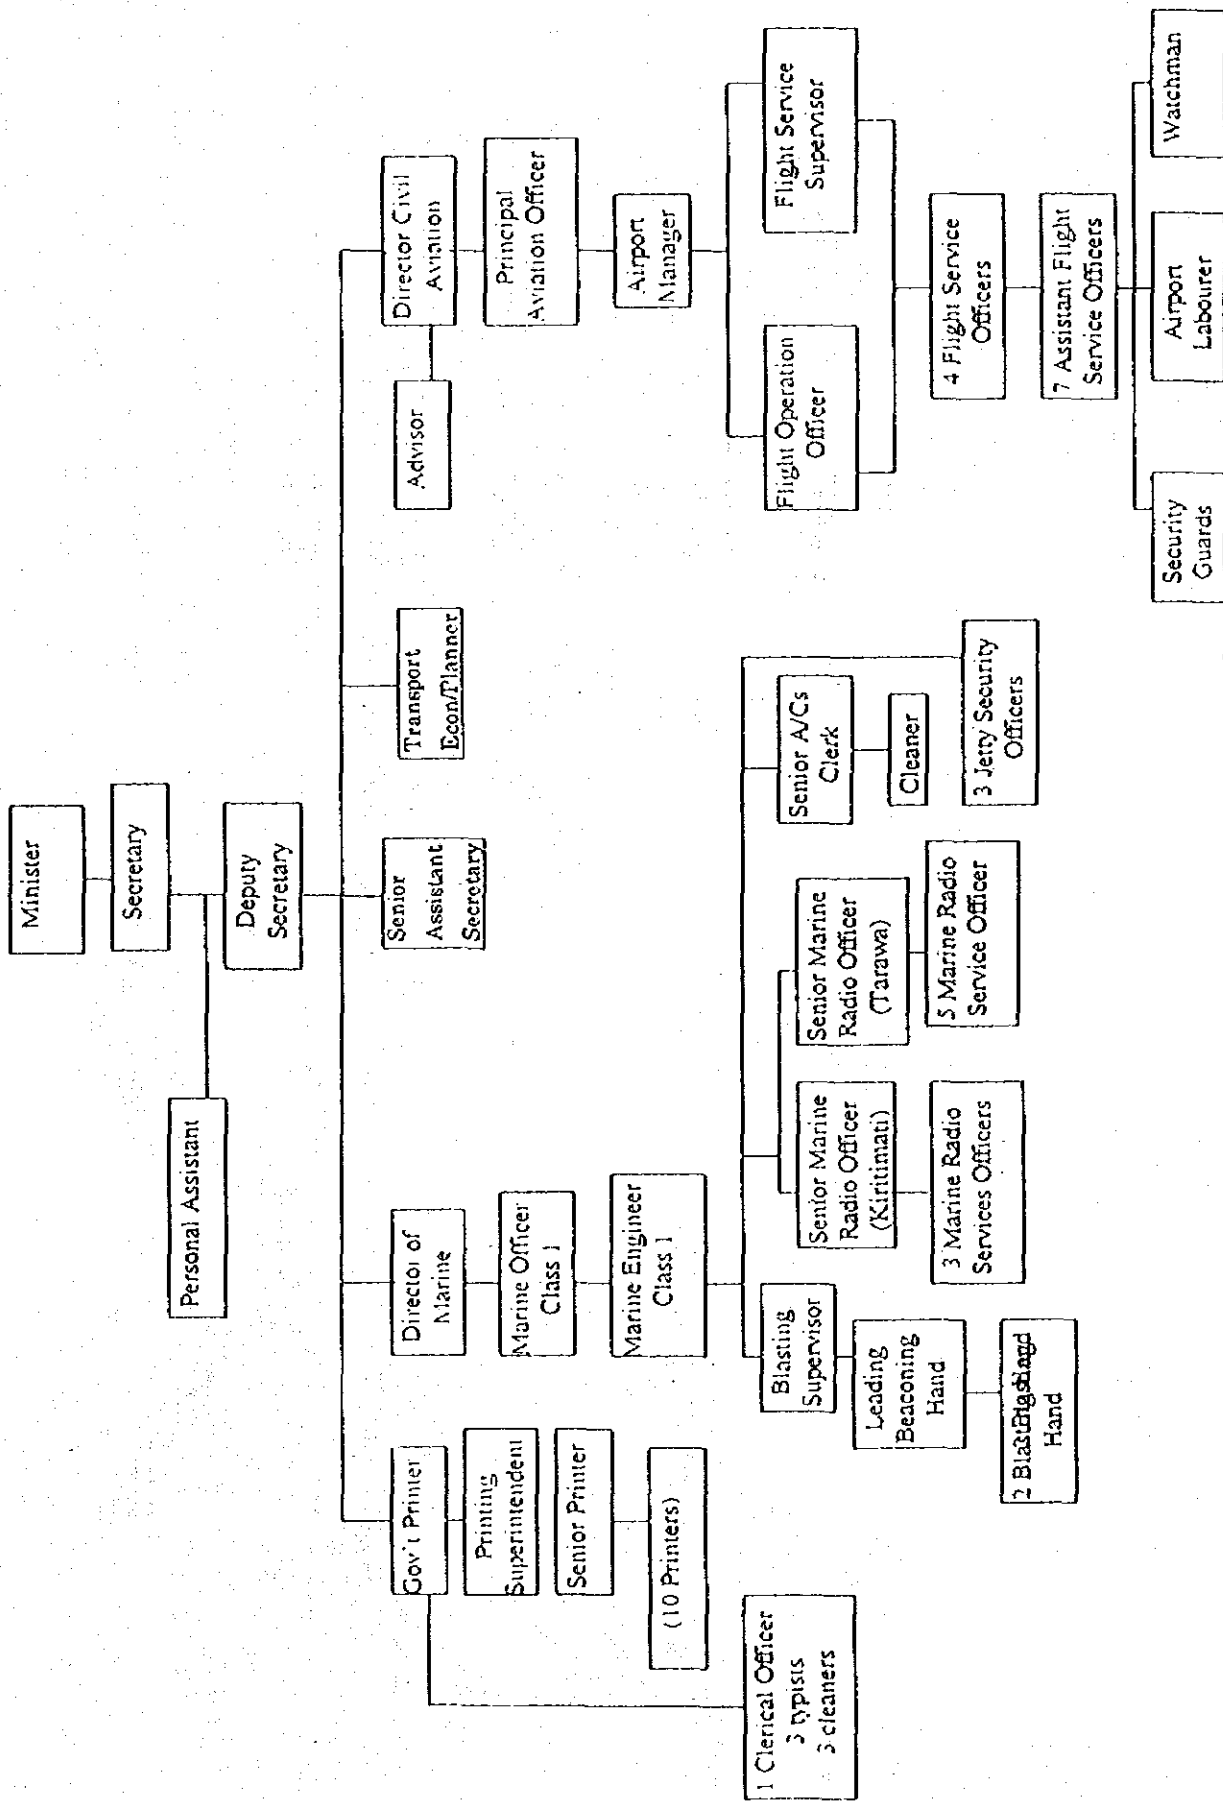 Minister
Secretary
Personal Assistant
Deputy
Secretary
Gov't Printer
Director of
Marine
Senior
Assistant
Secretary
Transport
Econ/Planner
Advisor
Director Civil
Aviation
Printing
Superintendent
Marine Officer
Class 1
Principal
Aviation Officer
Senior Printer
Marine Engineer
Class 1
Airport
Manager
(10 Printers)
1 Clerical Officer
3 typists
3 cleaners
Blasting
Supervisor
Senior Marine
Radio Officer
(Kiritimati)
Senior Marine
Radio Officer
(Tarawa)
Senior A/Cs
Clerk
Flight Operation
Officer
Flight Service
Supervisor
Leading
Beaconing
Hand
3 Marine Radio
Services Officers
5 Marine Radio
Service Officer
Cleaner
3 Jetty Security
Officers
4 Flight Service
Officers
2 Blasting
Hand
7 Assistant Flight
Service Officers
Security
Guards
Airport
Labourer
Watchman